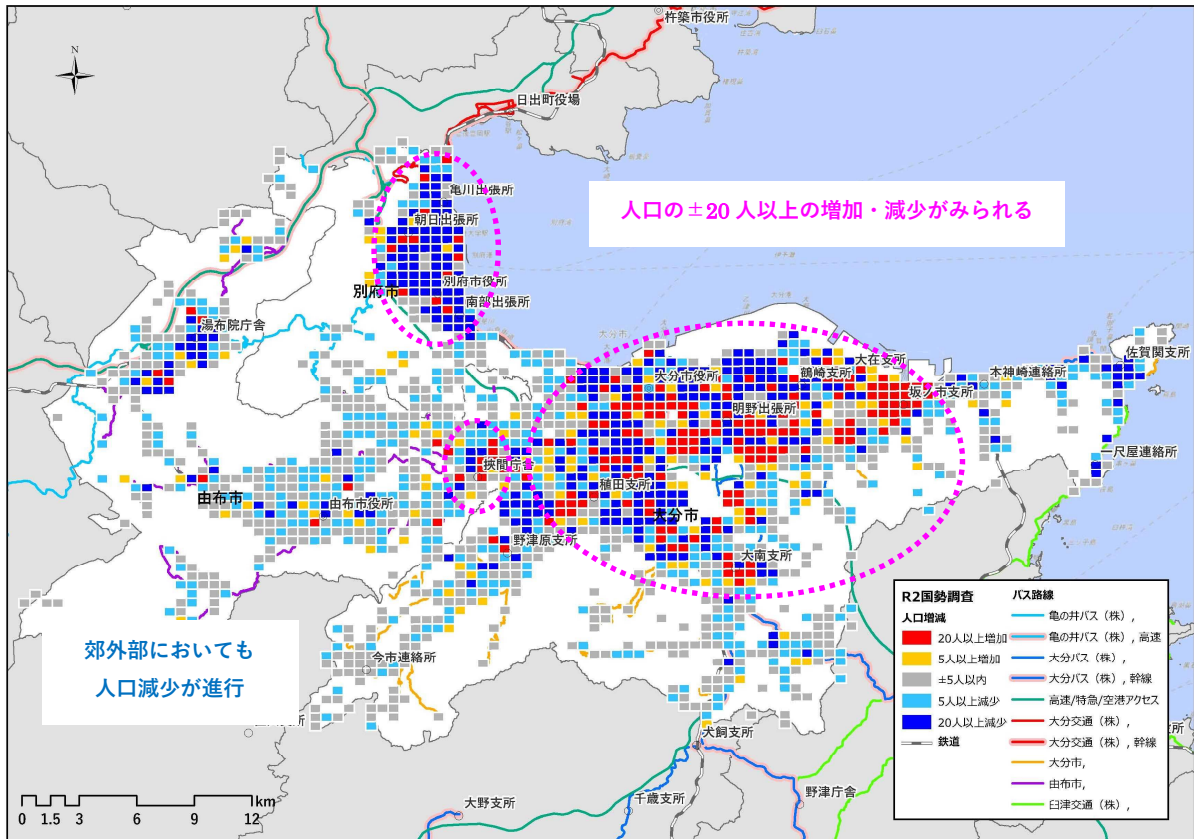 杵築市役所
N
日出町役場
亀川出張所
人口の±20 人以上の増加・減少がみられる
朝日出張所
別府市役所
別府市
南部出張所
湯布院庁舎
大分市役所
大在支所
鶴崎支所
佐賀関支所
木神崎連絡所
坂ノ市支所
明野出張所
一尺屋連絡所
挾間庁舎
稙田支所
由布市
由布市役所
大分市
野津原支所
大南支所
郊外部においても
人口減少が進行
今市連絡所
犬飼支所
大野支所
千歳支所
野津庁舎
0 1.5 3 6 9 12
km
R2国勢調査
人口増減
20人以上増加
5人以上増加
±5人以内
5人以上減少
20人以上減少
鉄道
バス路線
亀の井バス（株）,
亀の井バス（株）, 高速
大分バス（株）,
大分バス（株）, 幹線
高速/特急/空港アクセス
大分交通（株）,
大分交通（株）, 幹線
大分市,
由布市,
臼津交通（株）,